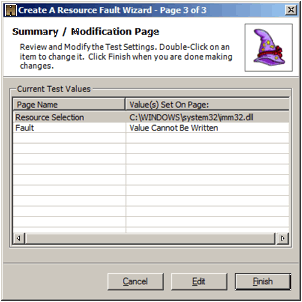 Create A Resource Fault Wizard - Page 3 of 3
Summary / Modification Page
Review and Modify the Test Settings. Double-Click on an
item to change it. Click Finish when you are done making
changes.
Current Test Values
Page Name Value(s) Set On Page:
Resource Selection C:\WINDOWS\system32\imm32.dl
Fault Value Cannot Be Written
Cancel Edit Finish